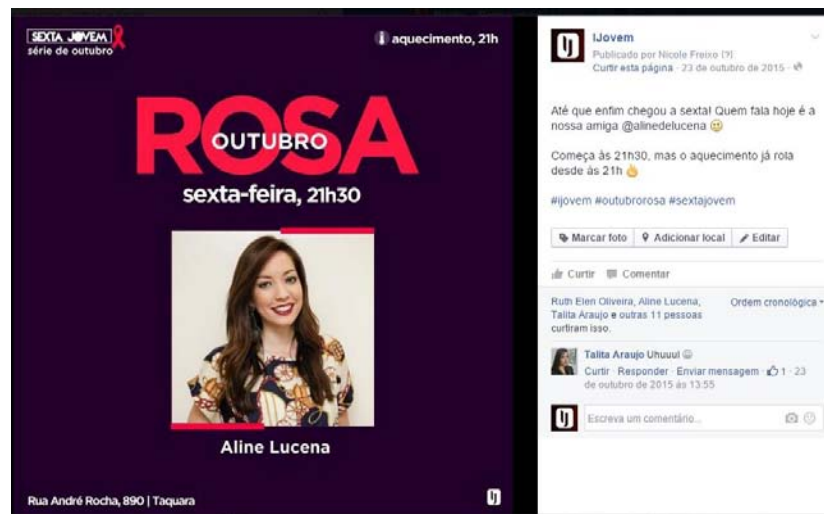 SEXTA JOVEM
série de outubro
aquecimento, 21h
ROSA
OUTUBRO
sexta-feira, 21h30
Aline Lucena
Rua André Rocha, 890 | Taquara
IJovem
Publicado por Nicole Freixo [?]
Curtir esta página · 23 de outubro de 2015 ·
Até que enfim chegou a sexta! Quem fala hoje é a
nossa amiga @alinedelucena
Começa às 21h30, mas o aquecimento já rola
desde às 21h
#ijovem #outubrorosa #sextajovem
Marcar foto
Adicionar local
Editar
Curtir
Comentar
Ruth Elen Oliveira, Aline Lucena,
Talita Araujo e outras 11 pessoas
curtiram isso.
Ordem cronológica
Talita Araujo Uhuuul
Curtir · Responder · Enviar mensagem · 1 · 23
de outubro de 2015 às 13:55
Escreva um comentário...